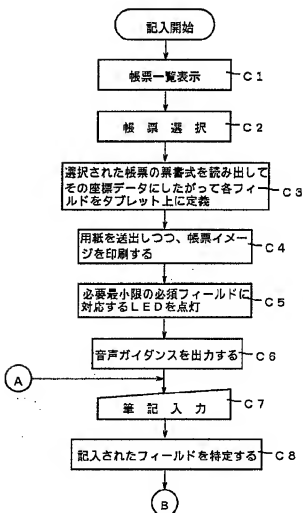 記入開始
帳票一覧表示
C1
帳票選択
C2
選択された帳票の票書式を読み出して
その座標データにしたがって各フィー
ルドをタブレット上に定義
C3
用紙を送出しつつ、帳票イメー
ジを印刷する
C4
必要最小限の必須フィールドに
対応するLEDを点灯
C5
音声ガイダンスを出力する
C6
A
筆記入力
C7
記入されたフィールドを特定する
C8
B